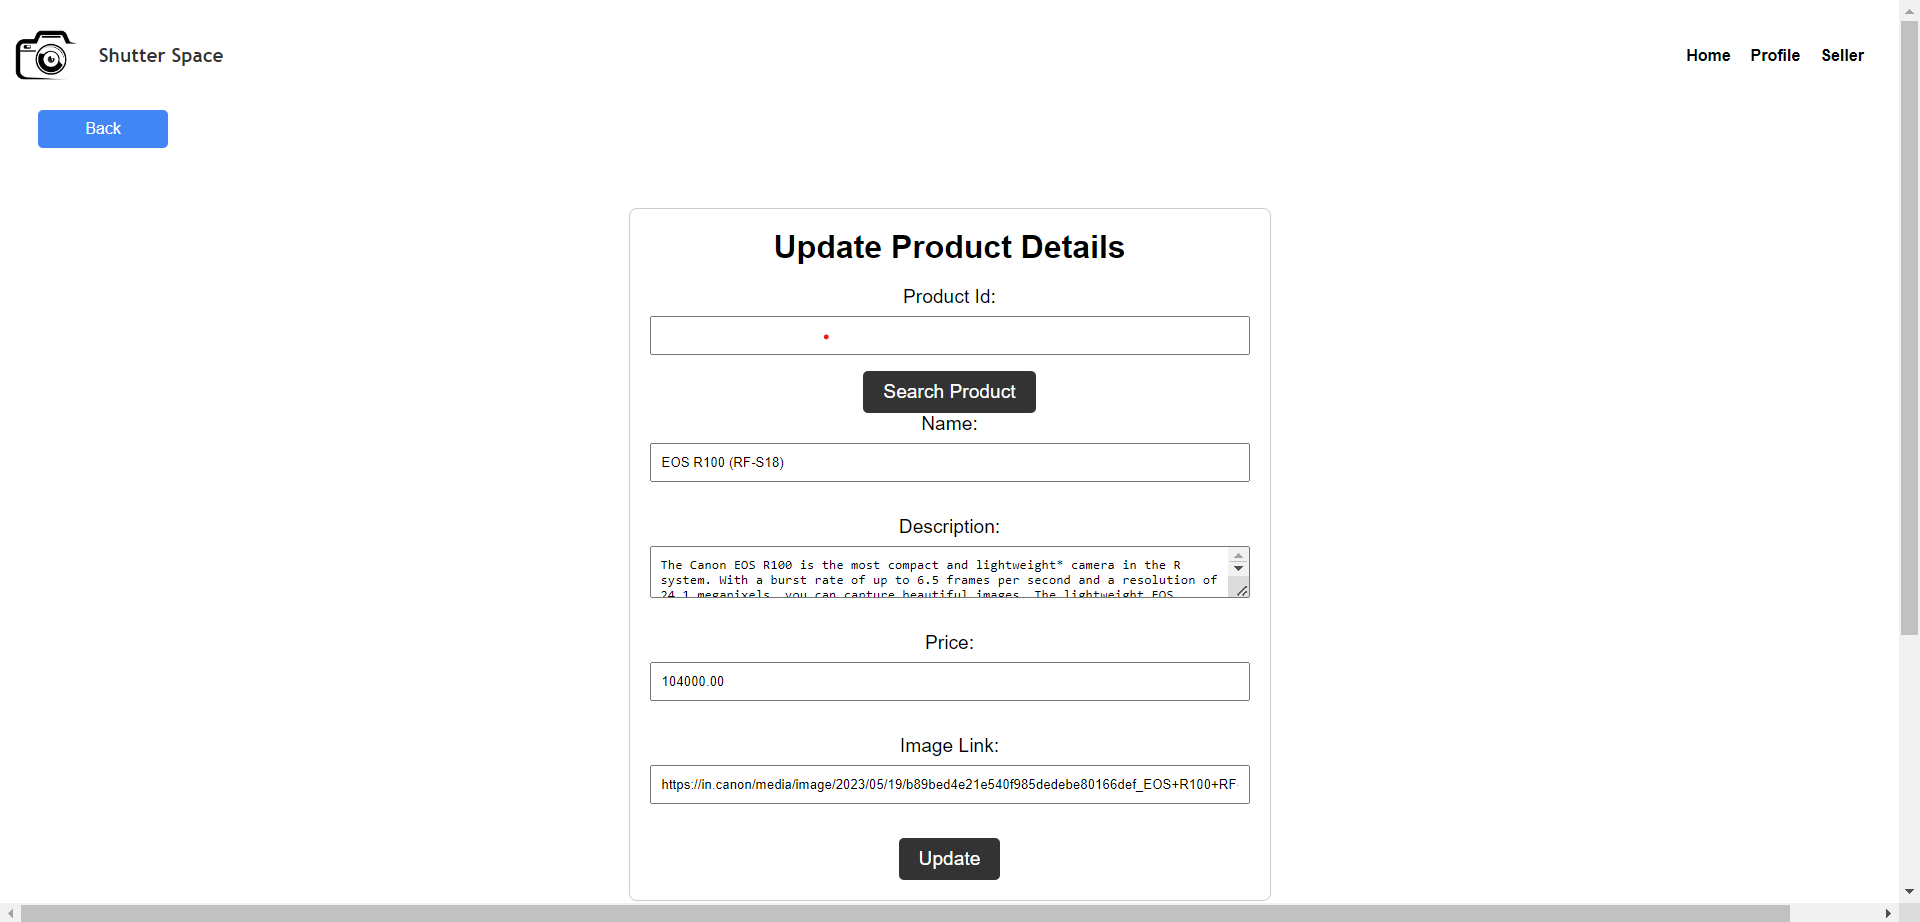 Shutter Space
Home Profile Seller
Back
Update Product Details
Product Id:
Search Product
Name:
EOS R100 (RF-S18)
Description:
The Canon EOS R100 is the most compact and lightweight* camera in the R
system. With a burst rate of up to 6.5 frames per second and a resolution of
24.1 megapixels, you can capture beautiful images. The lightweight EOS
Price:
104000.00
Image Link:
https://in.canon/media/image/2023/05/19/b89bed4e21e540f985dedebe80166def_EOS+R100+RF-
Update